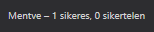 Mentve – 1 sikeres, 0 sikertelen